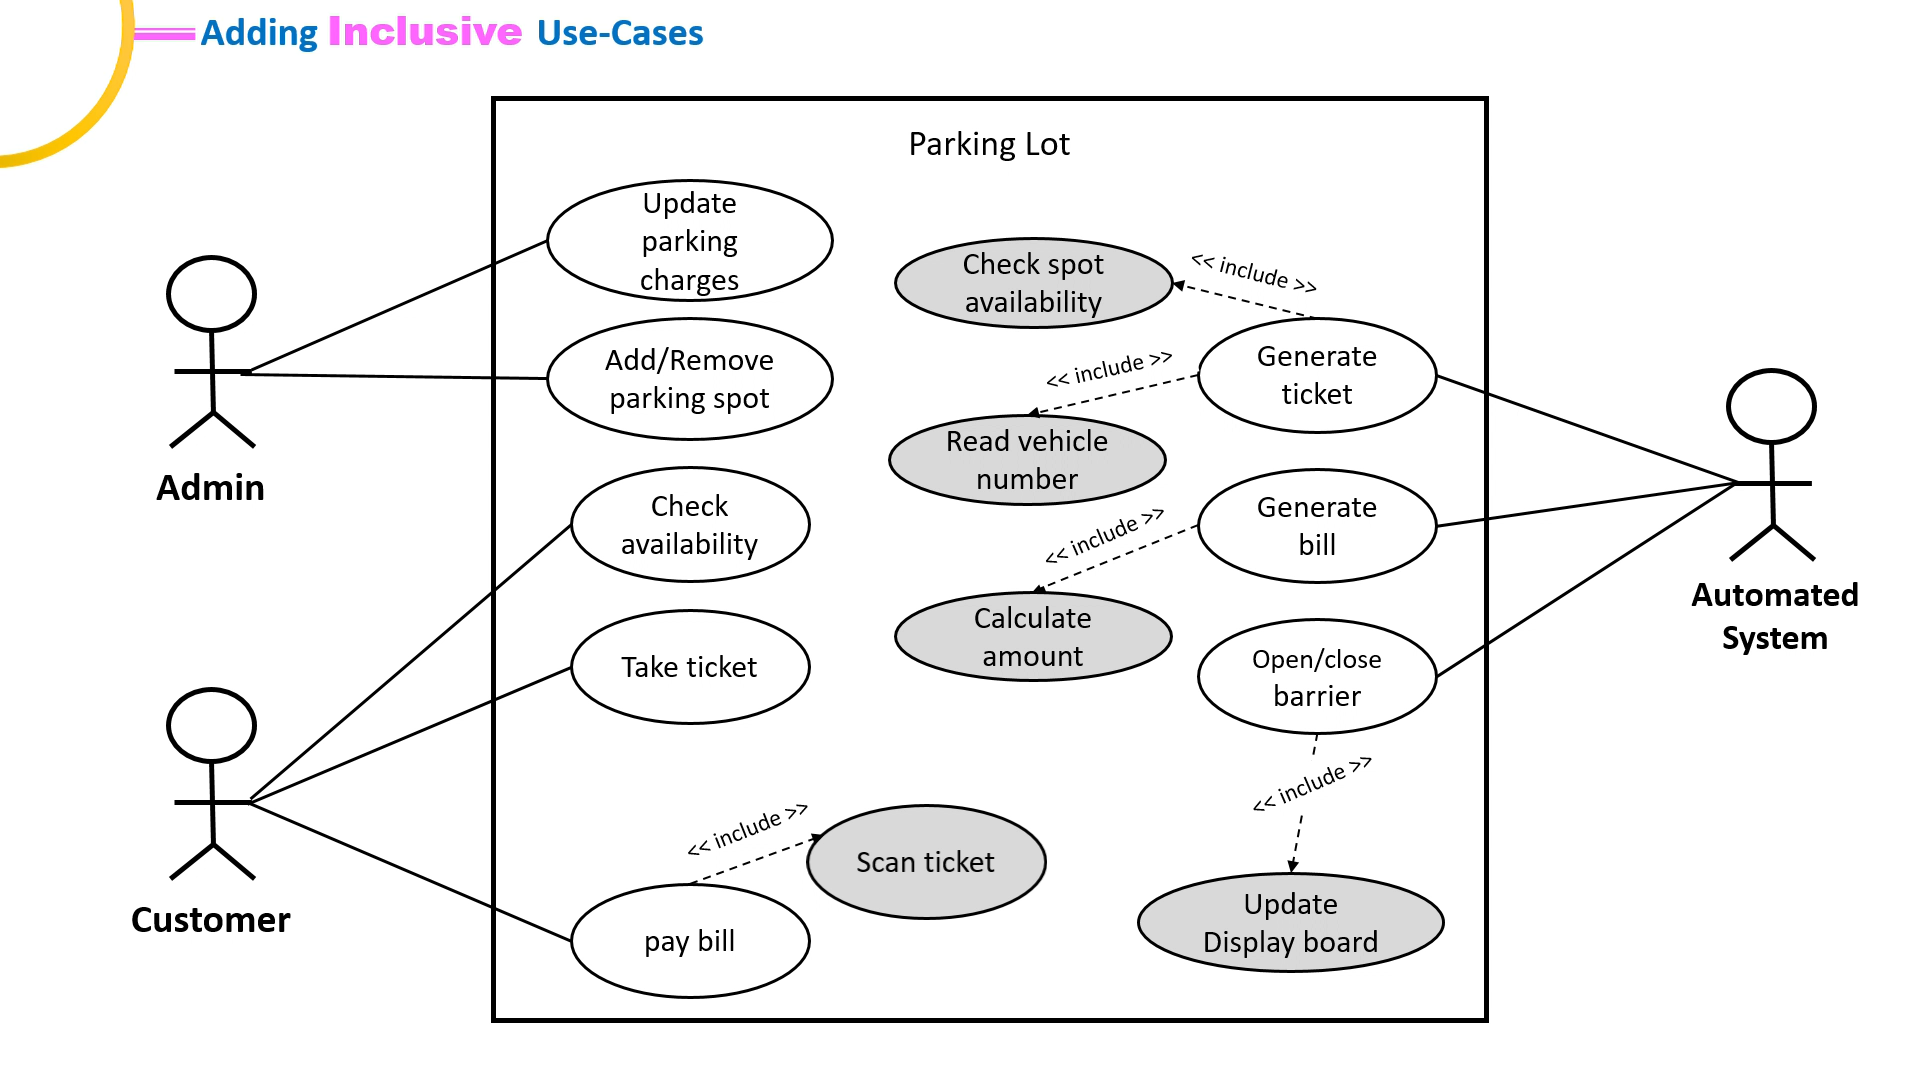 Adding Inclusive Use-Cases
Parking Lot
Update
parking
charges
Check spot
availability
<< include >>
Add/Remove
parking spot
Generate
ticket
<< include >>
Read vehicle
number
Admin
Check
availability
Generate
bill
<< include >>
Automated
System
Take ticket
Calculate
amount
Open/close
barrier
<< include >>
<< include >>
Scan ticket
Customer
pay bill
Update
Display board